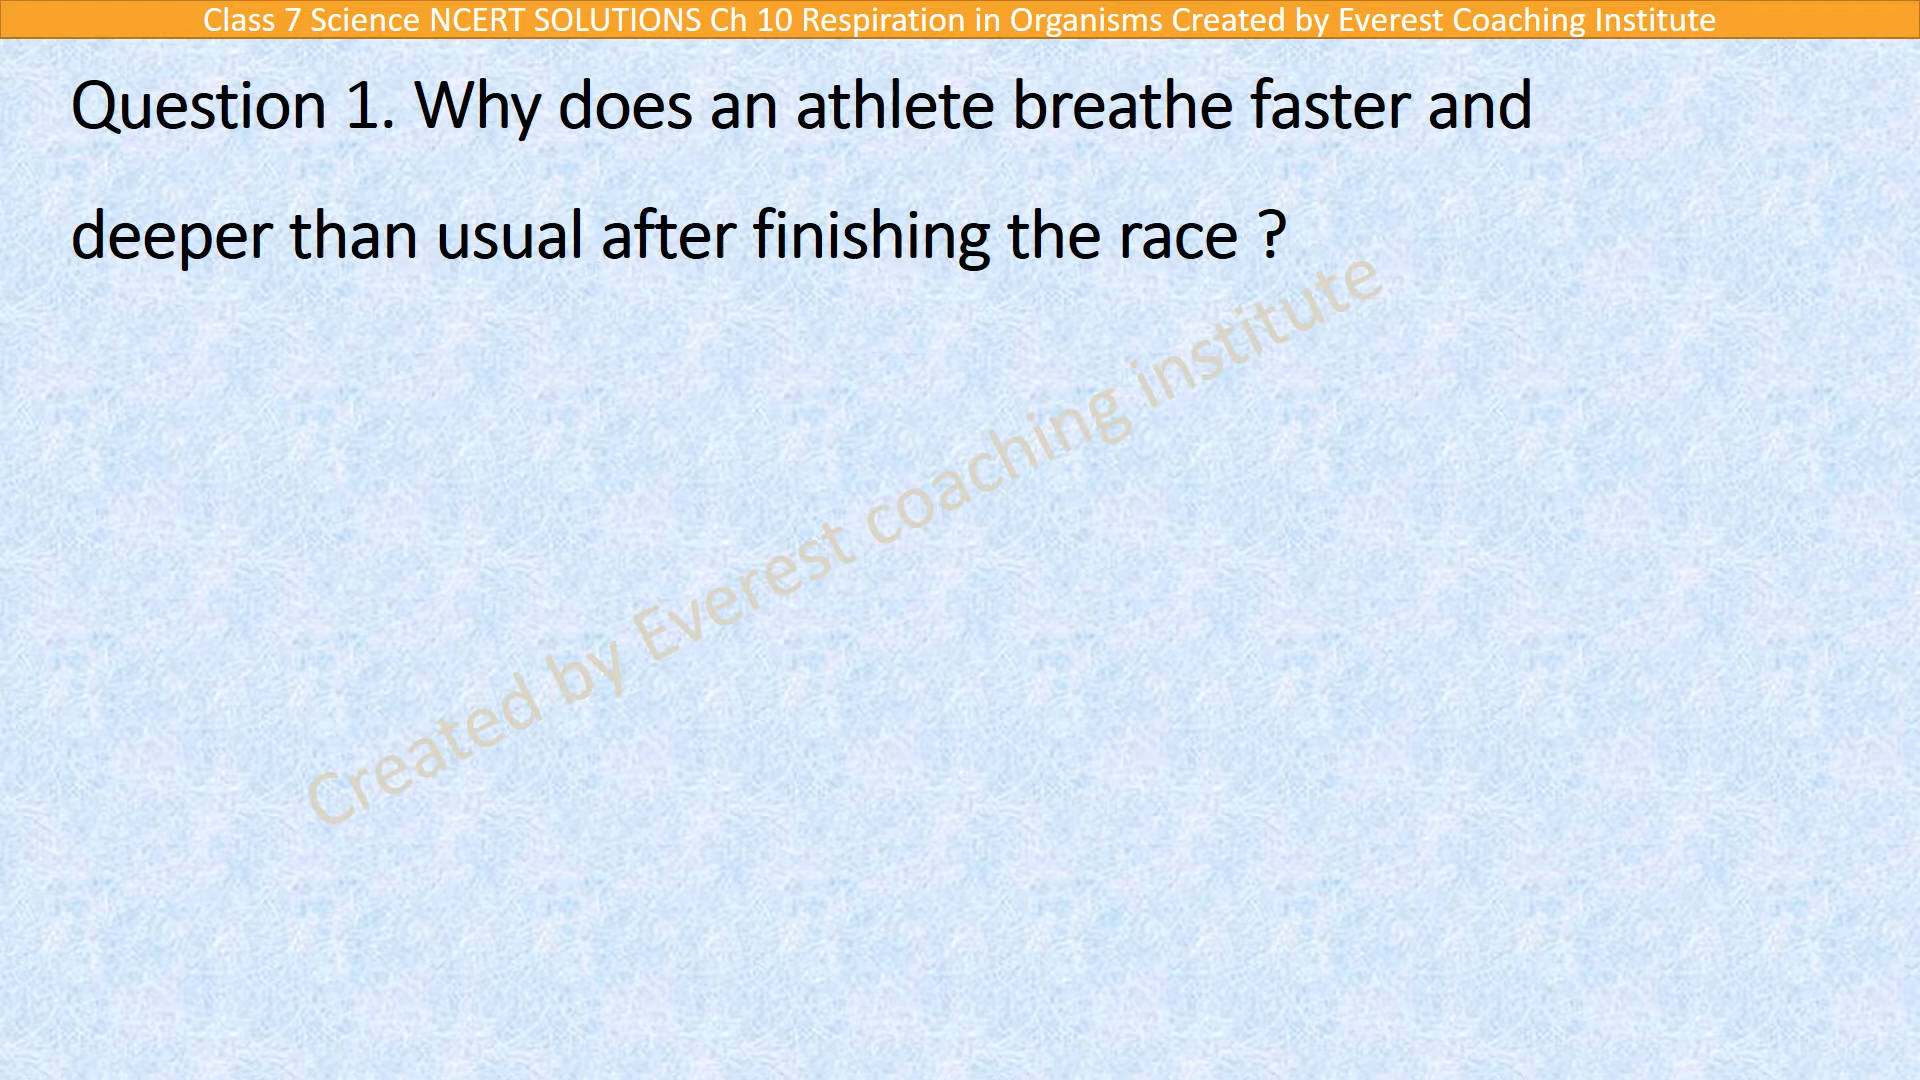 Class 7 Science NCERT SOLUTIONS Ch 10 Respiration in Organisms Created by Everest Coaching Institute
Question 1. Why does an athlete breathe faster and
deeper than usual after finishing the race ?
Created by Everest coaching institute